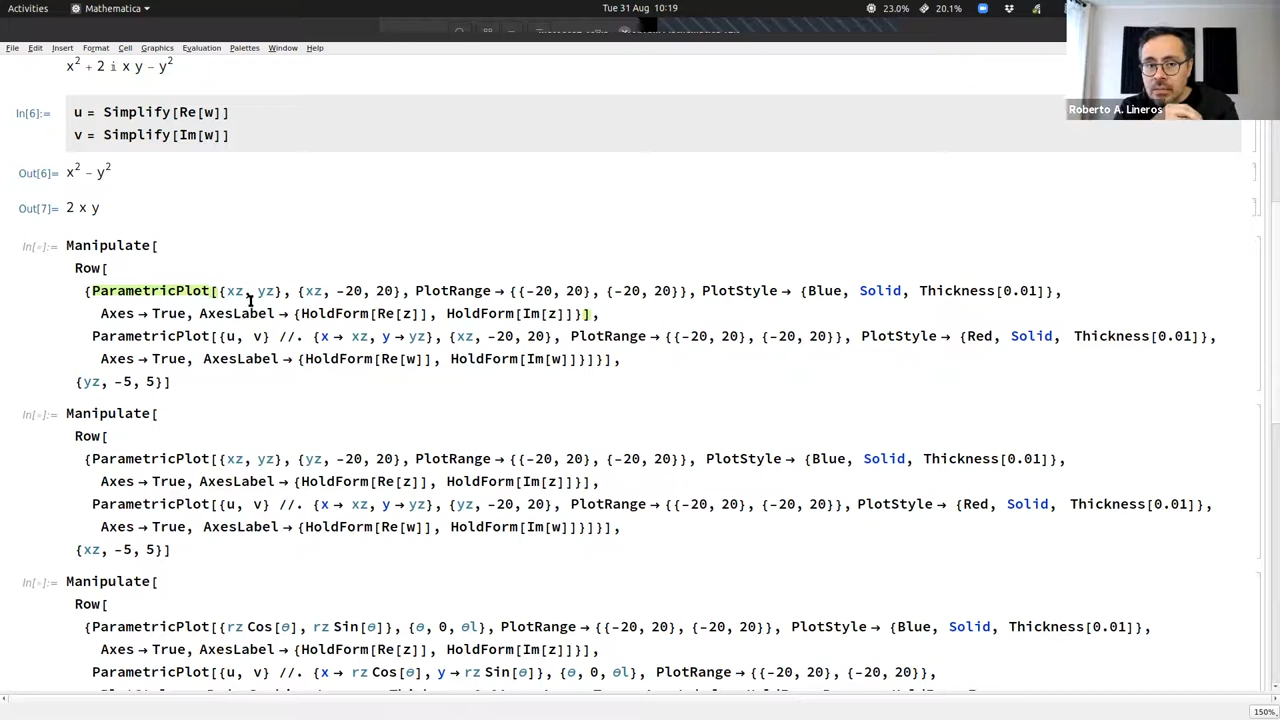 Activities Mathematica Tue 31 Aug 10:19 23.0% 20.1%
File Edit Insert Format Cell Graphics Evaluation Palettes Window Help
x² + 2 ⅈ x y − y²
In[6]:= u = Simplify[Re[w]]
v = Simplify[Im[w]]
Roberto A. Lineros
Out[6]= x² − y²
Out[7]= 2 x y
In[∘]:= Manipulate[
Row[
{ParametricPlot[{xz, yz}, {xz, -20, 20}, PlotRange → {{-20, 20}, {-20, 20}}, PlotStyle → {Blue, Solid, Thickness[0.01]},
Axes → True, AxesLabel → {HoldForm[Re[z]], HoldForm[Im[z]]}],
ParametricPlot[{u, v} //. {x → xz, y → yz}, {xz, -20, 20}, PlotRange → {{-20, 20}, {-20, 20}}, PlotStyle → {Red, Solid, Thickness[0.01]},
Axes → True, AxesLabel → {HoldForm[Re[w]], HoldForm[Im[w]]}]}],
{yz, -5, 5}]
In[∘]:= Manipulate[
Row[
{ParametricPlot[{xz, yz}, {yz, -20, 20}, PlotRange → {{-20, 20}, {-20, 20}}, PlotStyle → {Blue, Solid, Thickness[0.01]},
Axes → True, AxesLabel → {HoldForm[Re[z]], HoldForm[Im[z]]}],
ParametricPlot[{u, v} //. {x → xz, y → yz}, {yz, -20, 20}, PlotRange → {{-20, 20}, {-20, 20}}, PlotStyle → {Red, Solid, Thickness[0.01]},
Axes → True, AxesLabel → {HoldForm[Re[w]], HoldForm[Im[w]]}]}],
{xz, -5, 5}]
In[∘]:= Manipulate[
Row[
{ParametricPlot[{rz Cos[θ], rz Sin[θ]}, {θ, 0, θl}, PlotRange → {{-20, 20}, {-20, 20}}, PlotStyle → {Blue, Solid, Thickness[0.01]},
Axes → True, AxesLabel → {HoldForm[Re[z]], HoldForm[Im[z]]}],
ParametricPlot[{u, v} //. {x → rz Cos[θ], y → rz Sin[θ]}, {θ, 0, θl}, PlotRange → {{-20, 20}, {-20, 20}},
150%